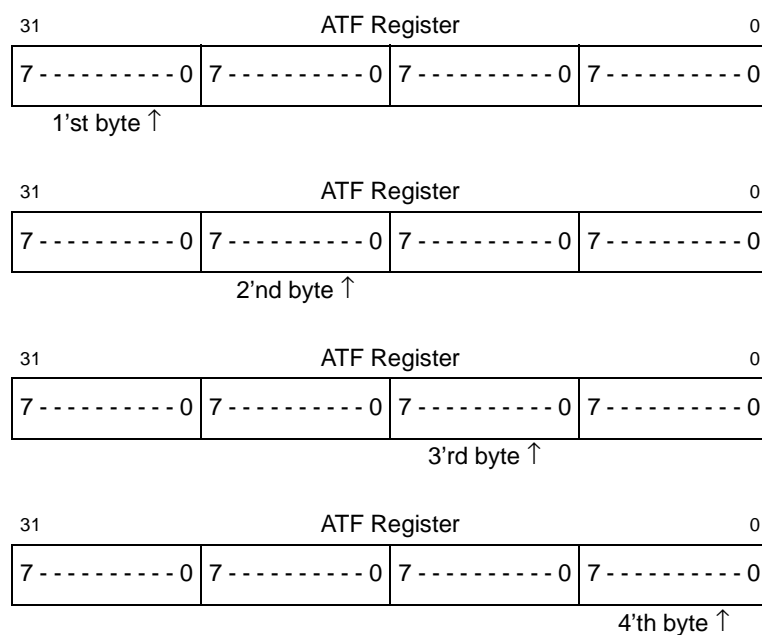 31 ATF Register 0
7 - - - - - - - - - - 0 7 - - - - - - - - - - 0 7 - - - - - - - - - - 0 7 - - - - - - - - - - 0
1’st byte ↑
31 ATF Register 0
7 - - - - - - - - - - 0 7 - - - - - - - - - - 0 7 - - - - - - - - - - 0 7 - - - - - - - - - - 0
2’nd byte ↑
31 ATF Register 0
7 - - - - - - - - - - 0 7 - - - - - - - - - - 0 7 - - - - - - - - - - 0 7 - - - - - - - - - - 0
3’rd byte ↑
31 ATF Register 0
7 - - - - - - - - - - 0 7 - - - - - - - - - - 0 7 - - - - - - - - - - 0 7 - - - - - - - - - - 0
4’th byte ↑